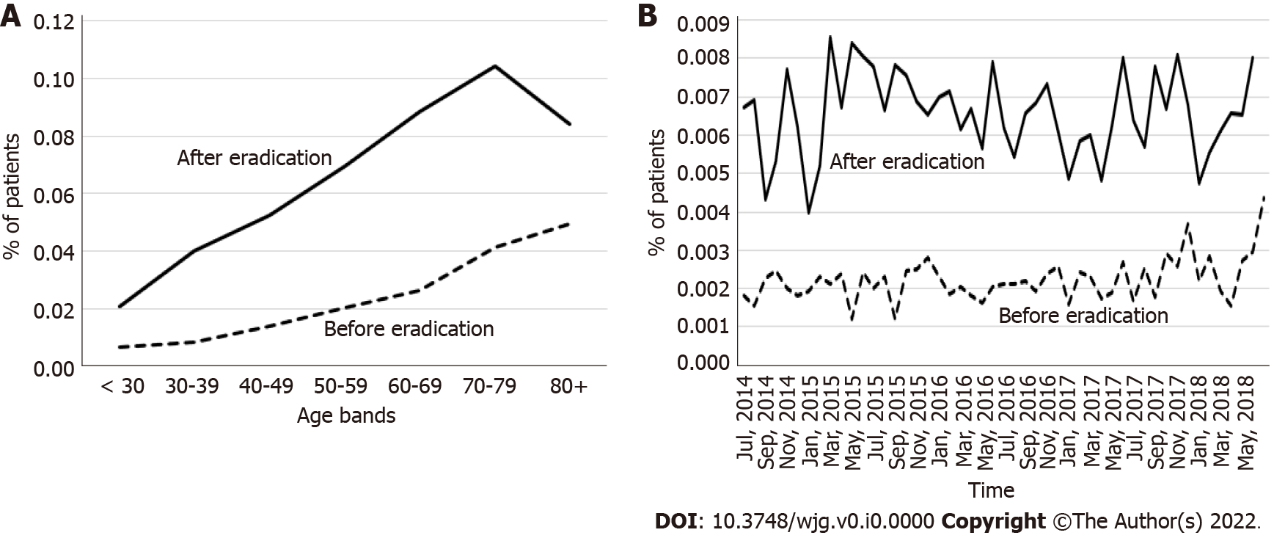 A
% of patients
0.12
0.10
0.08
0.06
0.04
0.02
0.00
After eradication
Before eradication
< 30 30-39 40-49 50-59 60-69 70-79 80+
Age bands
B
% of patients
0.009
0.008
0.007
0.006
0.005
0.004
0.003
0.002
0.001
0.000
After eradication
Before eradication
Jul, 2014
Sep, 2014
Nov, 2014
Jan, 2015
Mar, 2015
May, 2015
Jul, 2015
Sep, 2015
Nov, 2015
Jan, 2016
Mar, 2016
May, 2016
Jul, 2016
Sep, 2016
Nov, 2016
Jan, 2017
Mar, 2017
May, 2017
Jul, 2017
Sep, 2017
Nov, 2017
Jan, 2018
Mar, 2018
May, 2018
Time
DOI: 10.3748/wjg.v0.i0.0000 Copyright ©The Author(s) 2022.